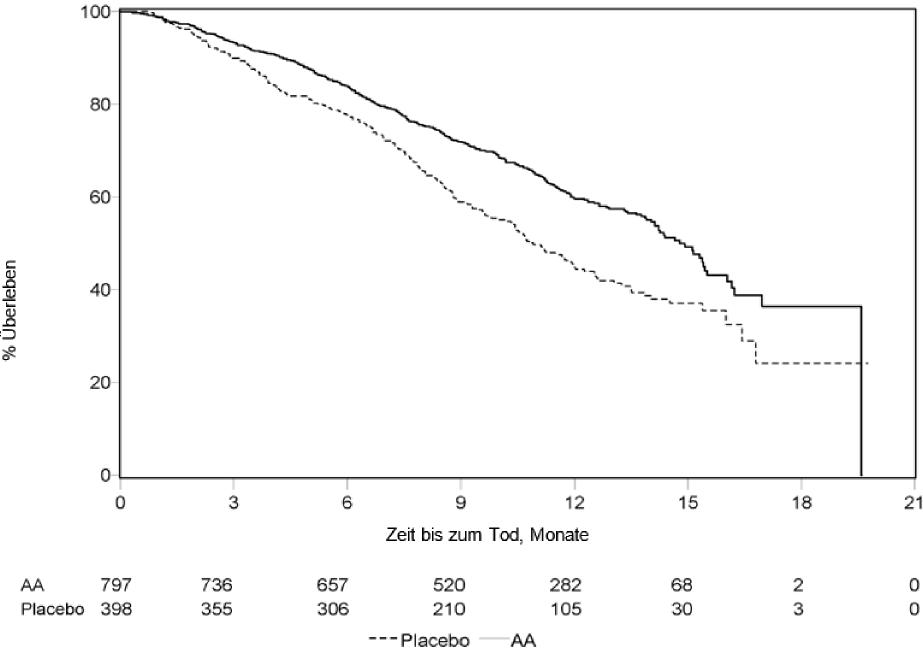 100
80
60
40
20
0
% Überleben
0 3 6 9 12 15 18 21
Zeit bis zum Tod, Monate
AA 797 736 657 520 282 68 2 0
Placebo 398 355 306 210 105 30 3 0
Placebo AA